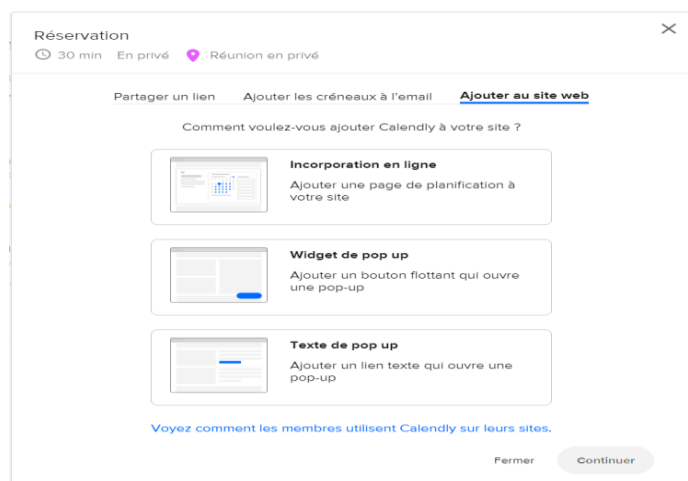 Réservation
30 min En privé Réunion en privé
Partager un lien Ajouter les créneaux à l'email Ajouter au site web
Comment voulez-vous ajouter Calendly à votre site ?
Incorporation en ligne
Ajouter une page de planification à
votre site
Widget de pop up
Ajouter un bouton flottant qui ouvre
une pop-up
Texte de pop up
Ajouter un lien texte qui ouvre une
pop-up
Voyez comment les membres utilisent Calendly sur leurs sites.
Fermer Continuer